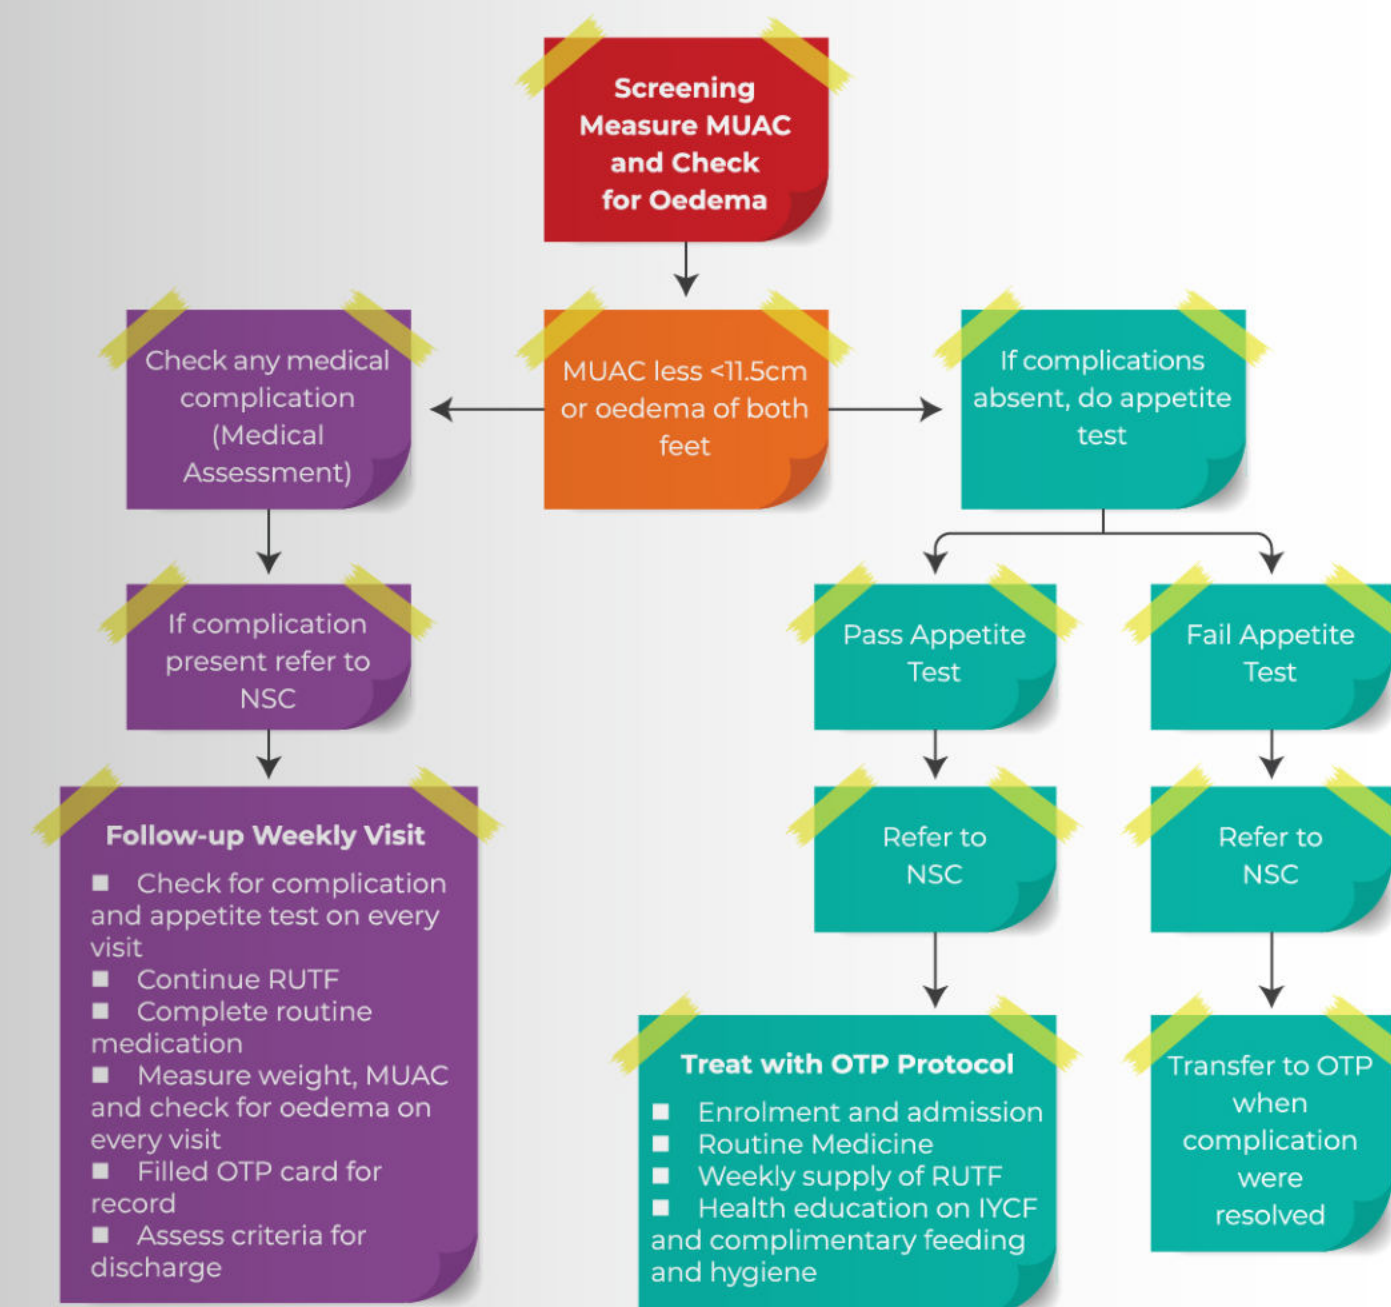 Screening
Measure MUAC
and Check
for Oedema
Check any medical
complication
(Medical
Assessment)
MUAC less <11.5cm
or oedema of both
feet
If complications
absent, do appetite
test
If complication
present refer to
NSC
Pass Appetite
Test
Fail Appetite
Test
Refer to
NSC
Refer to
NSC
Follow-up Weekly Visit
■ Check for complication
and appetite test on every
visit
■ Continue RUTF
■ Complete routine
medication
■ Measure weight, MUAC
and check for oedema on
every visit
■ Filled OTP card for
record
■ Assess criteria for
discharge
Treat with OTP Protocol
■ Enrolment and admission
■ Routine Medicine
■ Weekly supply of RUTF
■ Health education on IYCF
and complimentary feeding
and hygiene
Transfer to OTP
when
complication
were
resolved